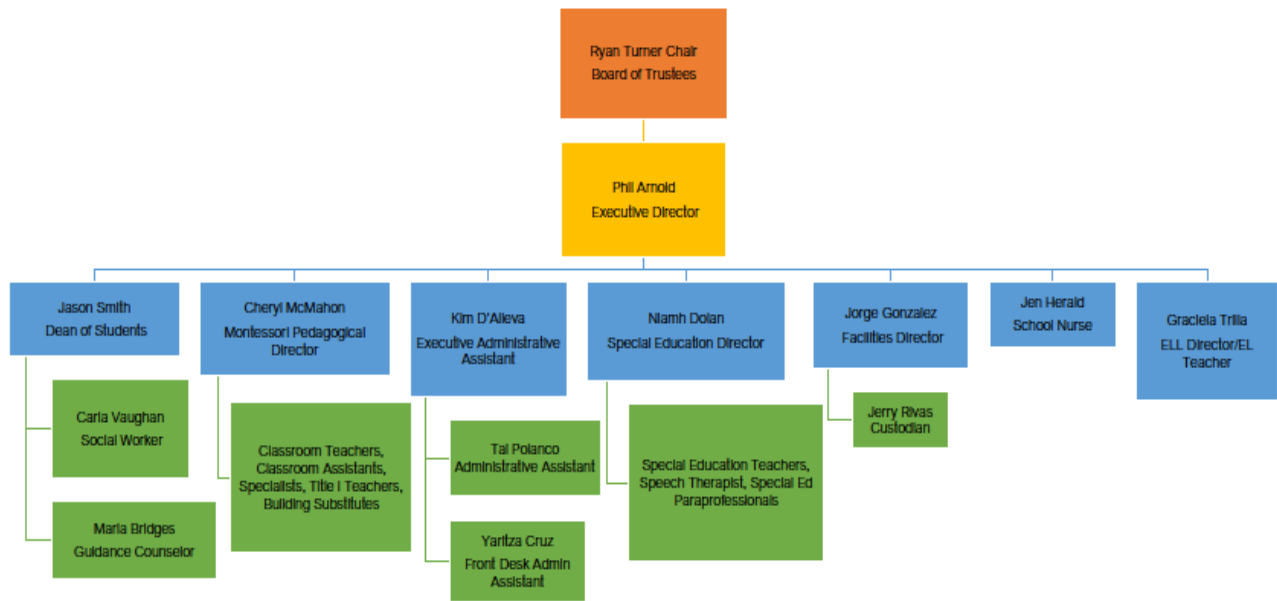 Ryan Turner Chair
Board of Trustees
Phil Arnold
Executive Director
Jason Smith
Dean of Students
Cheryl McMahon
Montessori Pedagogical
Director
Kim D'Alleva
Executive Administrative
Assistant
Niamh Dolan
Special Education Director
Jorge Gonzalez
Facilities Director
Jen Herald
School Nurse
Graciela Trilla
ELL Director/EL
Teacher
Carla Vaughan
Social Worker
Maria Bridges
Guidance Counselor
Classroom Teachers,
Classroom Assistants,
Specialists, Title I Teachers,
Building Substitutes
Tai Polanco
Administrative Assistant
Yaritza Cruz
Front Desk Admin
Assistant
Special Education Teachers,
Speech Therapist, Special Ed
Paraprofessionals
Jerry Rivas
Custodian